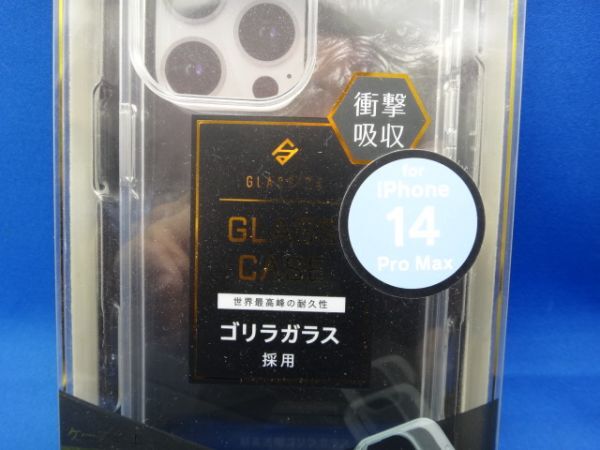 衝撃
吸収
for
iPhone
14
Pro Max
GLASS
CASE
世界最高峰の耐久性
ゴリラガラス
採用